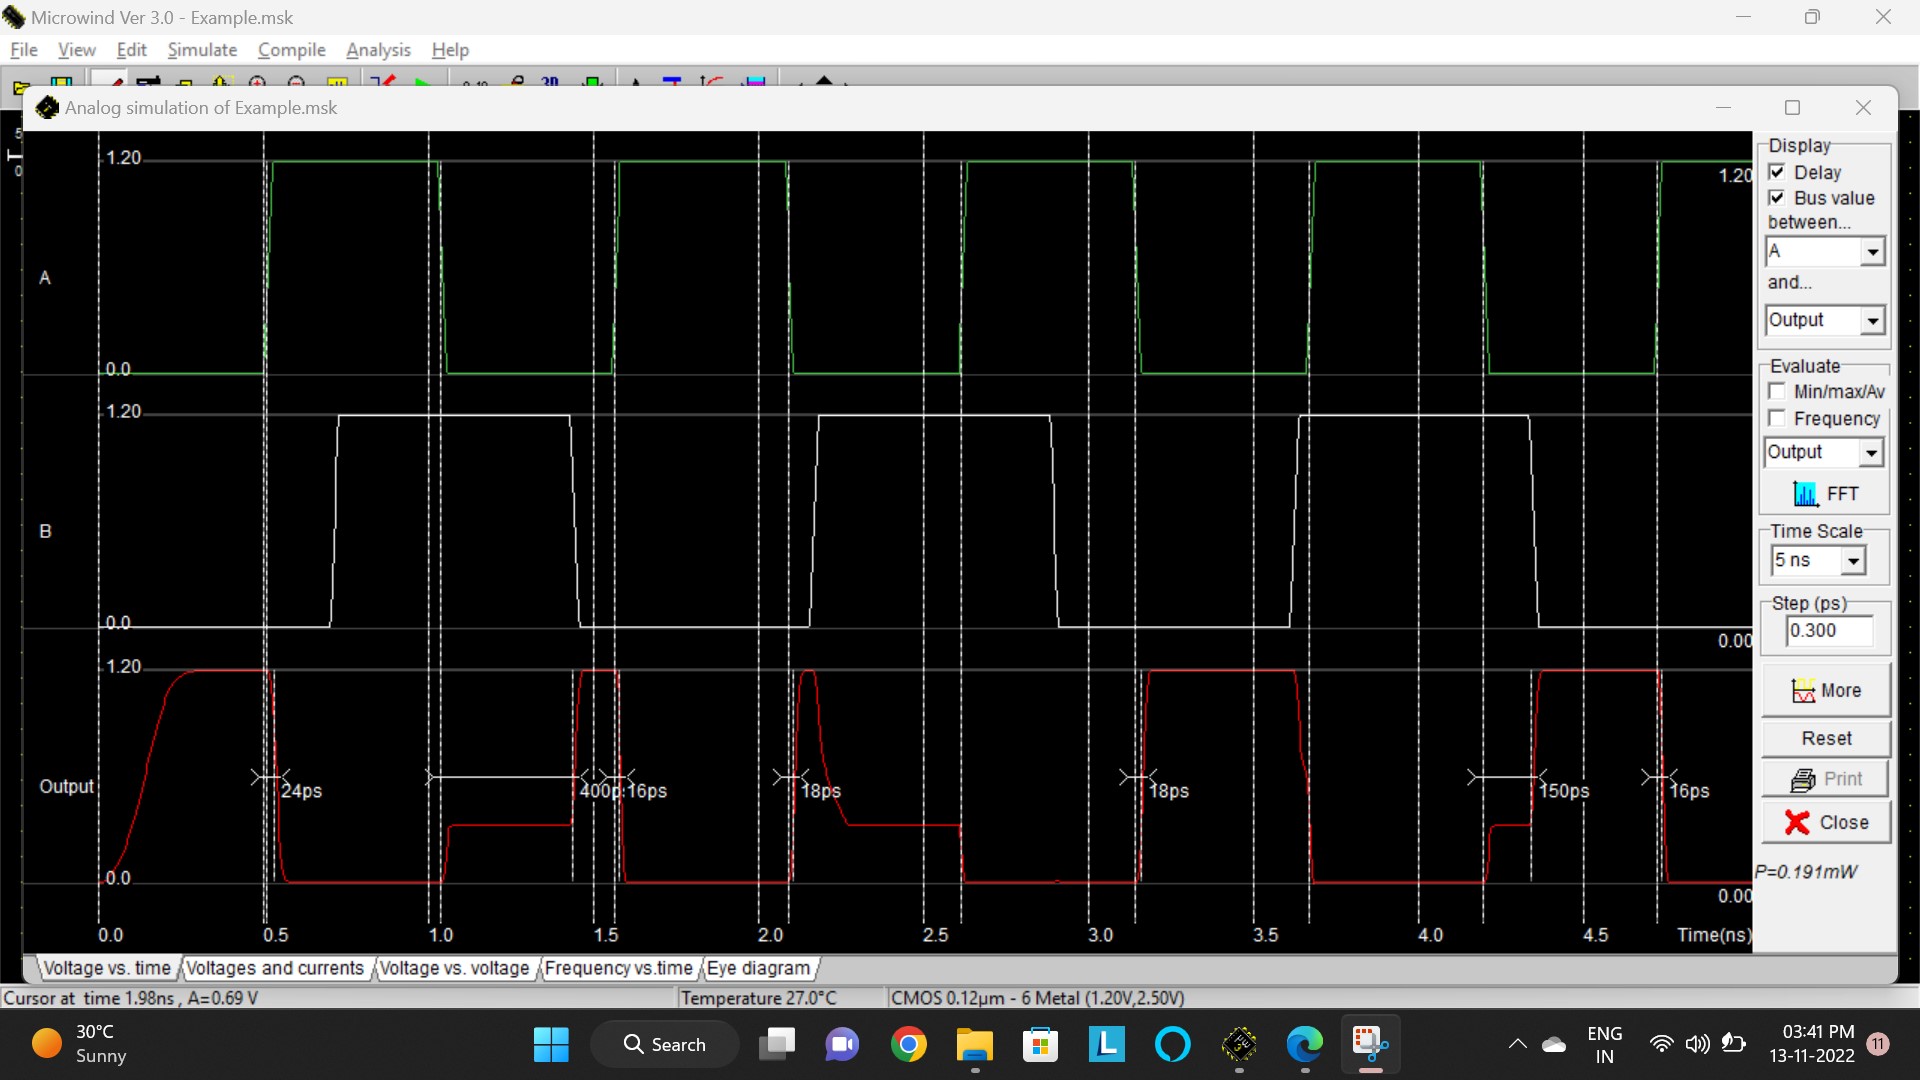 Microwind Ver 3.0 - Example.msk
File View Edit Simulate Compile Analysis Help
Analog simulation of Example.msk
1.20
1.20
A
0.0
1.20
B
0.0
0.00
1.20
Output
24ps
400p
16ps
18ps
18ps
150ps
16ps
0.0
0.00
0.0 0.5 1.0 1.5 2.0 2.5 3.0 3.5 4.0 4.5 Time(ns)
Display
Delay
Bus value
between...
A
and...
Output
Evaluate
Min/max/Av
Frequency
Output
FFT
Time Scale
5 ns
Step (ps)
0.300
More
Reset
Print
Close
P=0.191mW
Voltage vs. time Voltages and currents Voltage vs. voltage Frequency vs.time Eye diagram
Cursor at time 1.98ns , A=0.69 V Temperature 27.0°C CMOS 0.12µm - 6 Metal (1.20V,2.50V)
30°C
Sunny
Search
ENG
IN
03:41 PM
13-11-2022
11